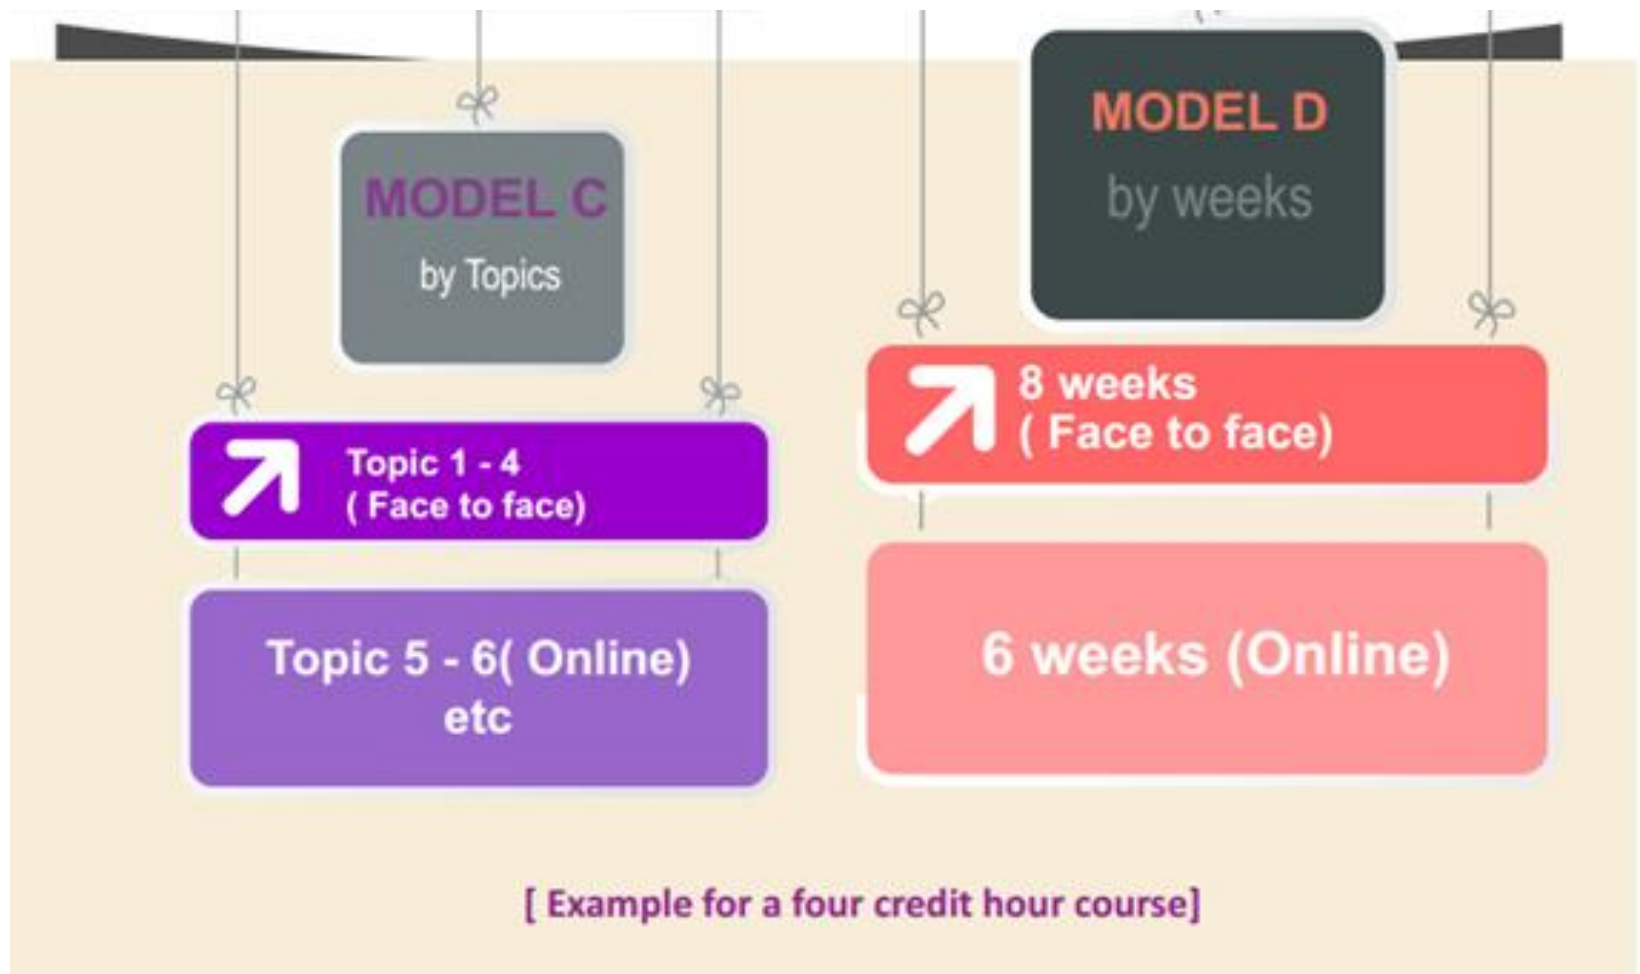 MODEL C
by Topics
Topic 1 - 4
( Face to face)
Topic 5 - 6( Online)
etc
MODEL D
by weeks
8 weeks
( Face to face)
6 weeks (Online)
[ Example for a four credit hour course]